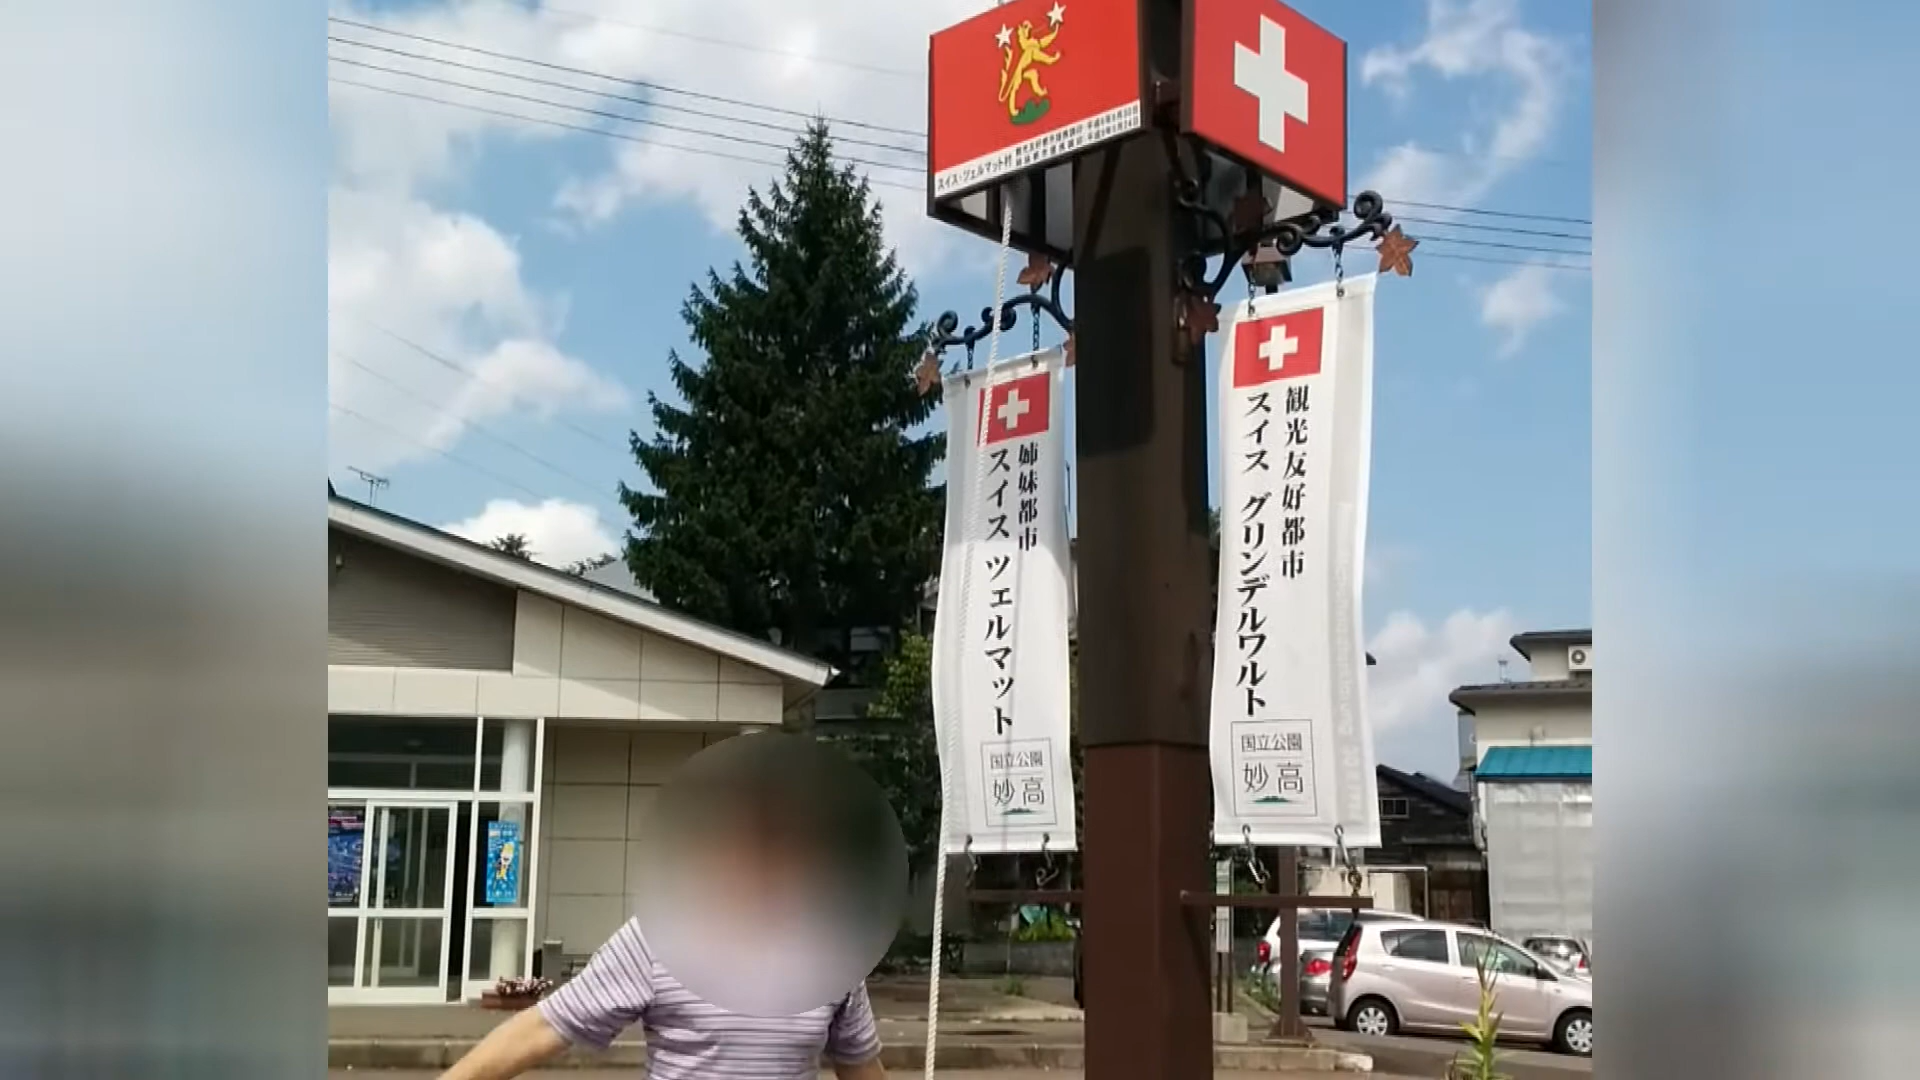 スイス・ツェルマット村
姉妹都市
スイス ツェルマット
国立公園
妙高
観光友好都市
スイス グリンデルワルト
国立公園
妙高